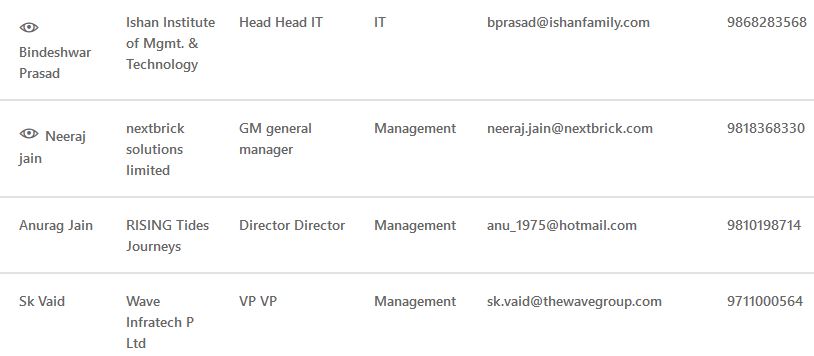 Bindeshwar Prasad Ishan Institute of Mgmt. & Technology Head Head IT IT bprasad@ishanfamily.com 9868283568
Neeraj jain nextbrick solutions limited GM general manager Management neeraj.jain@nextbrick.com 9818368330
Anurag Jain RISING Tides Journeys Director Director Management anu_1975@hotmail.com 9810198714
Sk Vaid Wave Infratech P Ltd VP VP Management sk.vaid@thewavegroup.com 9711000564